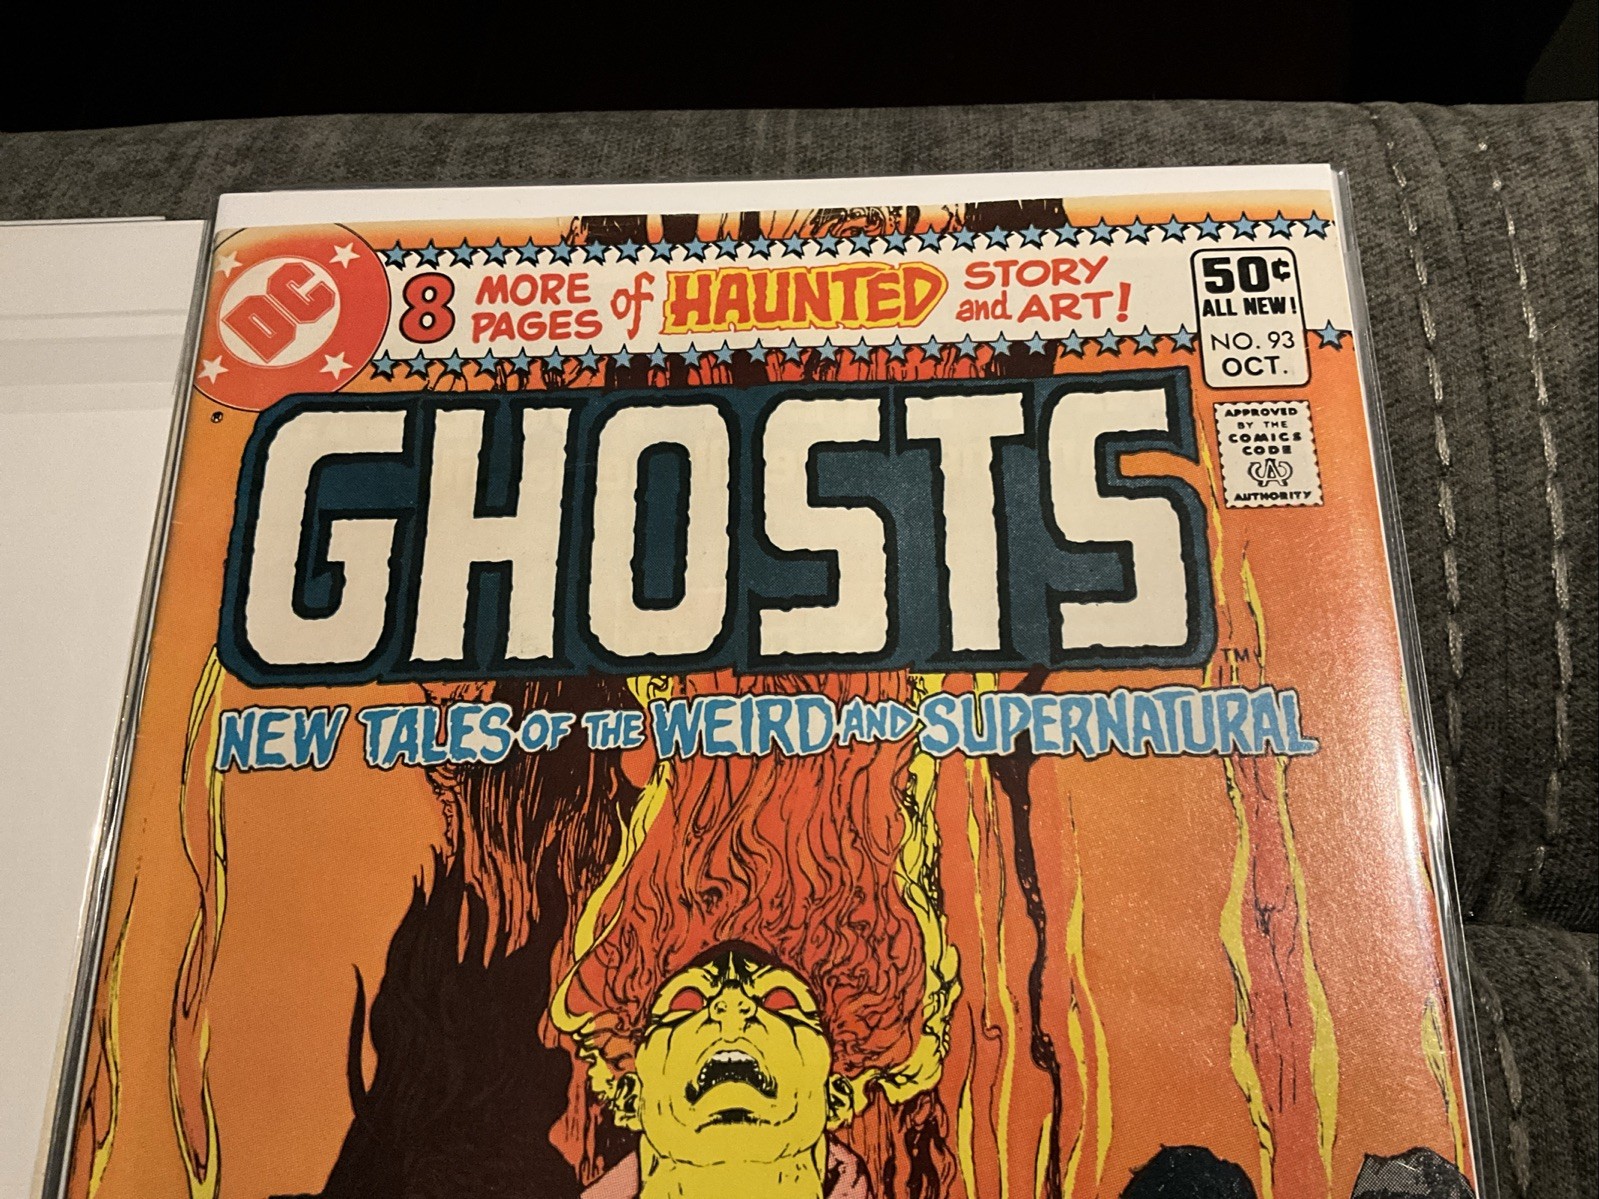 DC
8 MORE PAGES of HAUNTED STORY and ART!
50¢
ALL NEW!
NO. 93
OCT.
®
GHOSTS
APPROVED
BY THE
COMICS
CODE
CA
AUTHORITY
TM
NEW TALES OF THE WEIRD AND SUPERNATURAL